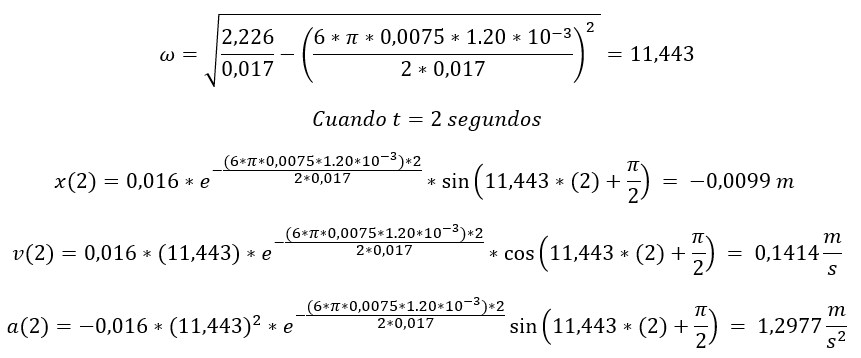 ω = √(2,226/0,017 − ((6 * π * 0,0075 * 1.20 * 10⁻³)/(2 * 0,017))²) = 11,443
Cuando t = 2 segundos
x(2) = 0,016 * e^(−((6*π*0,0075*1.20*10⁻³)*2)/(2*0,017)) * sin(11,443 * (2) + π/2) = −0,0099 m
v(2) = 0,016 * (11,443) * e^(−((6*π*0,0075*1.20*10⁻³)*2)/(2*0,017)) * cos(11,443 * (2) + π/2) = 0,1414 m/s
a(2) = −0,016 * (11,443)² * e^(−((6*π*0,0075*1.20*10⁻³)*2)/(2*0,017)) sin(11,443 * (2) + π/2) = 1,2977 m/s²